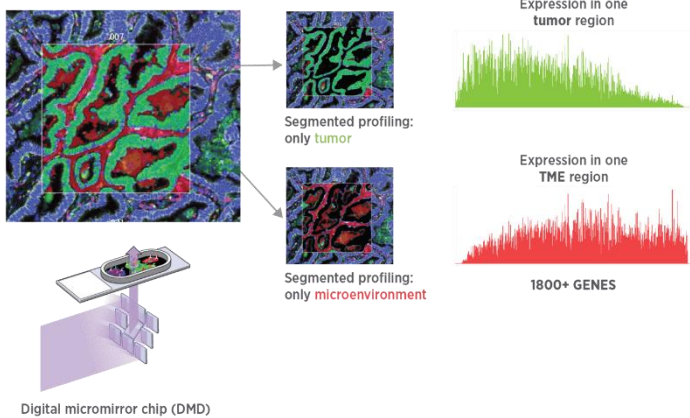 007
Segmented profiling:
only tumor
Expression in one
tumor region
Segmented profiling:
only microenvironment
Expression in one
TME region
1800+ GENES
Digital micromirror chip (DMD)